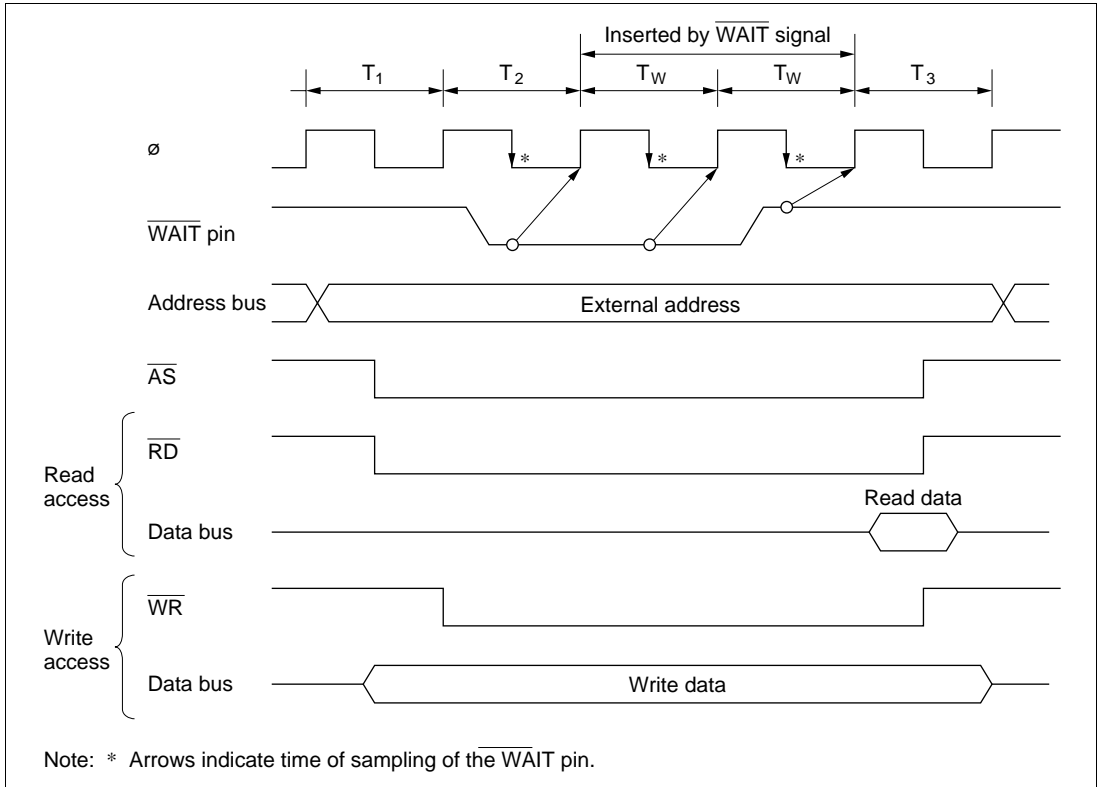 Inserted by WAIT signal
T1 T2 TW TW T3
ø
* * *
WAIT pin
Address bus
External address
AS
RD
Read access
Read data
Data bus
WR
Write access
Data bus
Write data
Note: * Arrows indicate time of sampling of the WAIT pin.